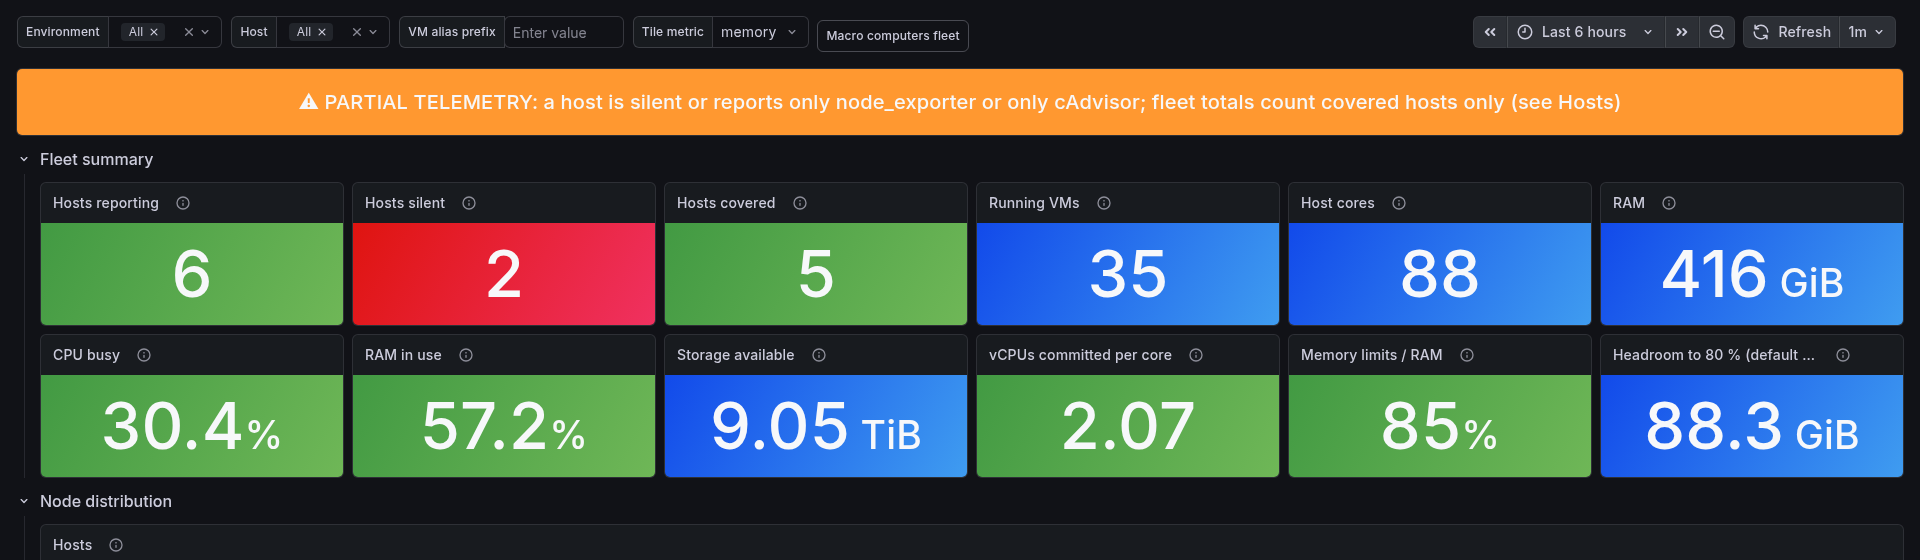 Environment All Host All VM alias prefix Enter value Tile metric memory Macro computers fleet Last 6 hours Refresh 1m
PARTIAL TELEMETRY: a host is silent or reports only node_exporter or only cAdvisor; fleet totals count covered hosts only (see Hosts)
Fleet summary
Hosts reporting Hosts silent Hosts covered Running VMs Host cores RAM
6 2 5 35 88 416 GiB
CPU busy RAM in use Storage available vCPUs committed per core Memory limits / RAM Headroom to 80 % (default ...
30.4% 57.2% 9.05 TiB 2.07 85% 88.3 GiB
Node distribution
Hosts